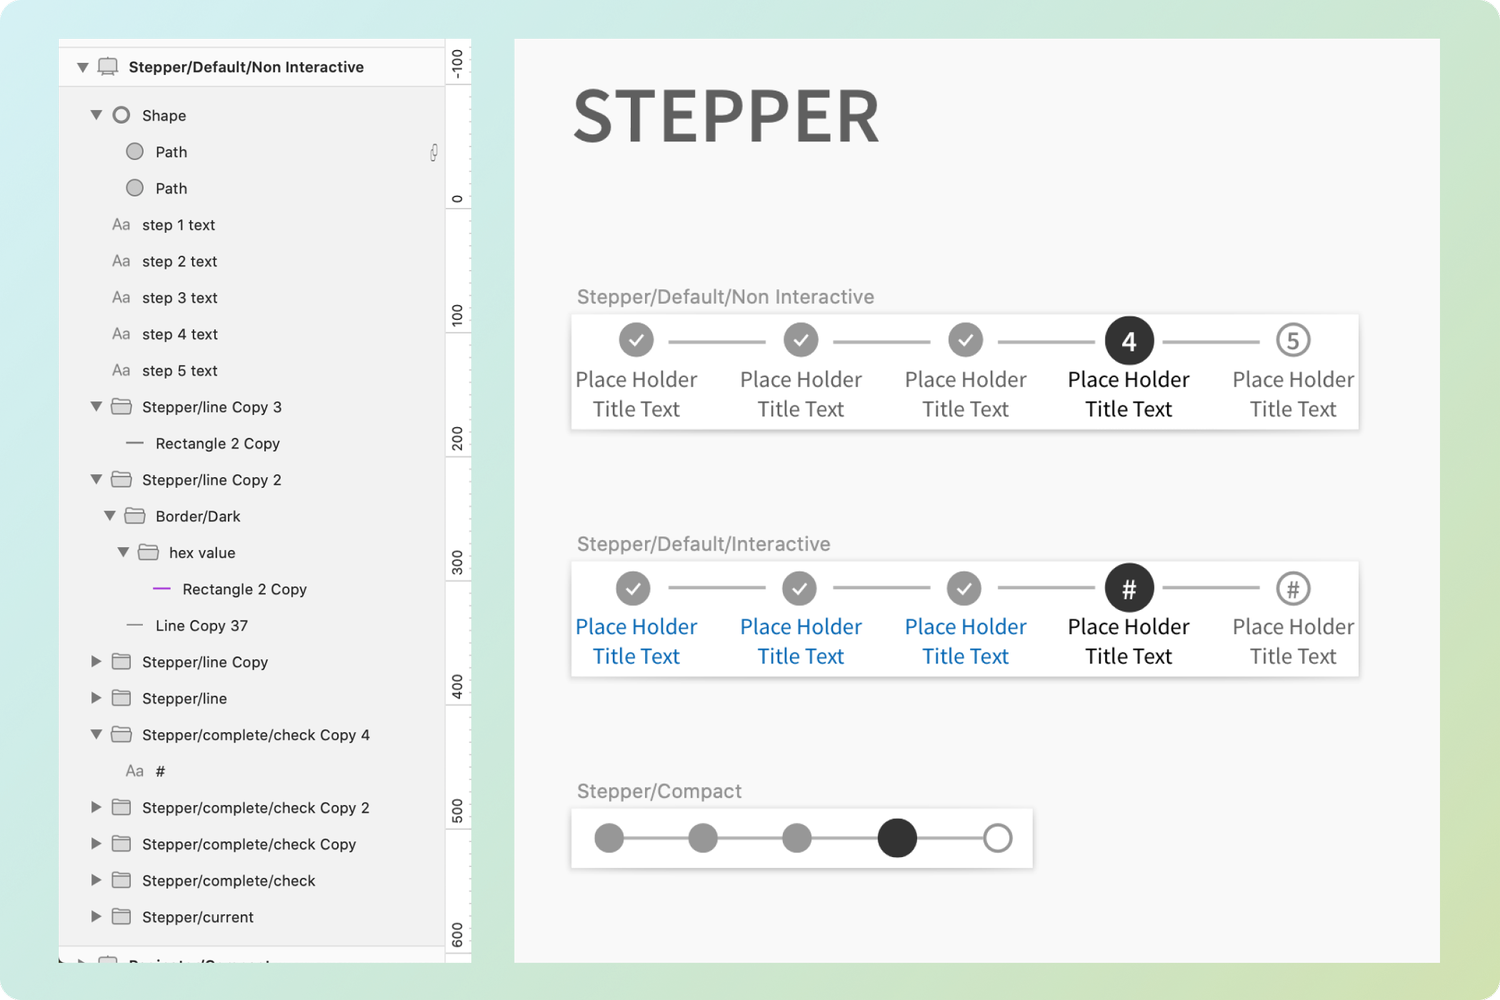 Stepper/Default/Non Interactive
Shape
Path
Path
Aa step 1 text
Aa step 2 text
Aa step 3 text
Aa step 4 text
Aa step 5 text
Stepper/line Copy 3
Rectangle 2 Copy
Stepper/line Copy 2
Border/Dark
hex value
Rectangle 2 Copy
Line Copy 37
Stepper/line Copy
Stepper/line
Stepper/complete/check Copy 4
Aa #
Stepper/complete/check Copy 2
Stepper/complete/check Copy
Stepper/complete/check
Stepper/current
-100
0
100
200
300
400
500
600
STEPPER
Stepper/Default/Non Interactive
4 5
Place Holder Place Holder Place Holder Place Holder Place Holder
Title Text Title Text Title Text Title Text Title Text
Stepper/Default/Interactive
# #
Place Holder Place Holder Place Holder Place Holder Place Holder
Title Text Title Text Title Text Title Text Title Text
Stepper/Compact